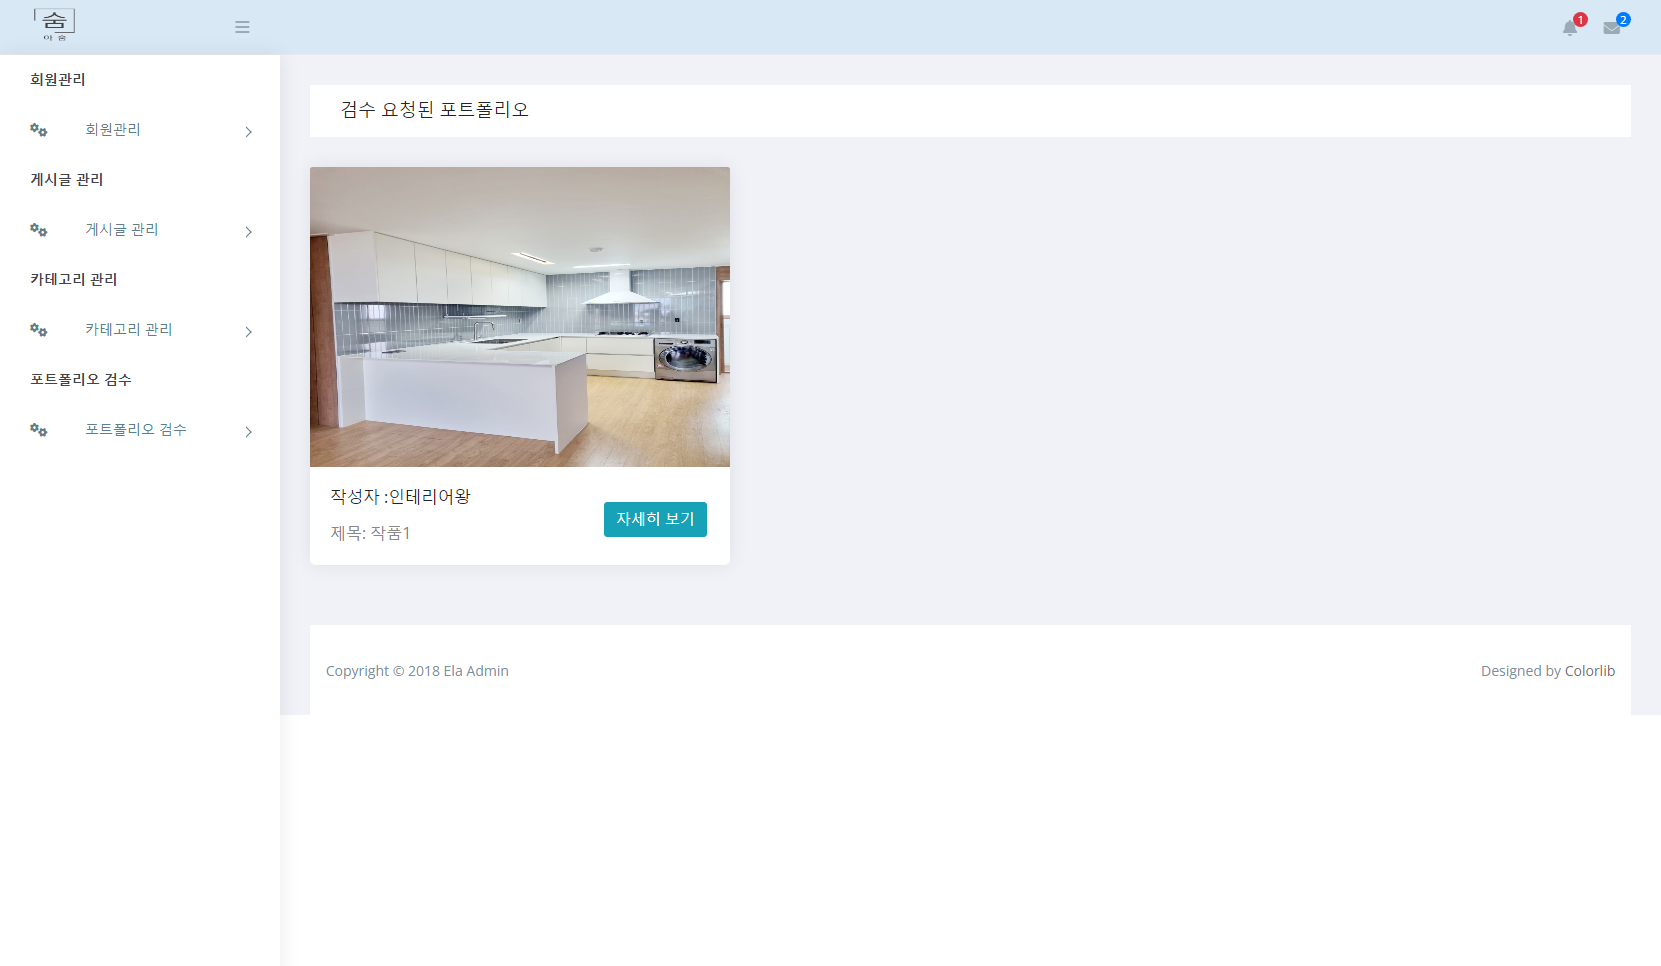 숨
아 숨
1
2
회원관리
회원관리
게시글 관리
게시글 관리
카테고리 관리
카테고리 관리
포트폴리오 검수
포트폴리오 검수
검수 요청된 포트폴리오
작성자 :인테리어왕
제목: 작품1
자세히 보기
Copyright © 2018 Ela Admin
Designed by Colorlib